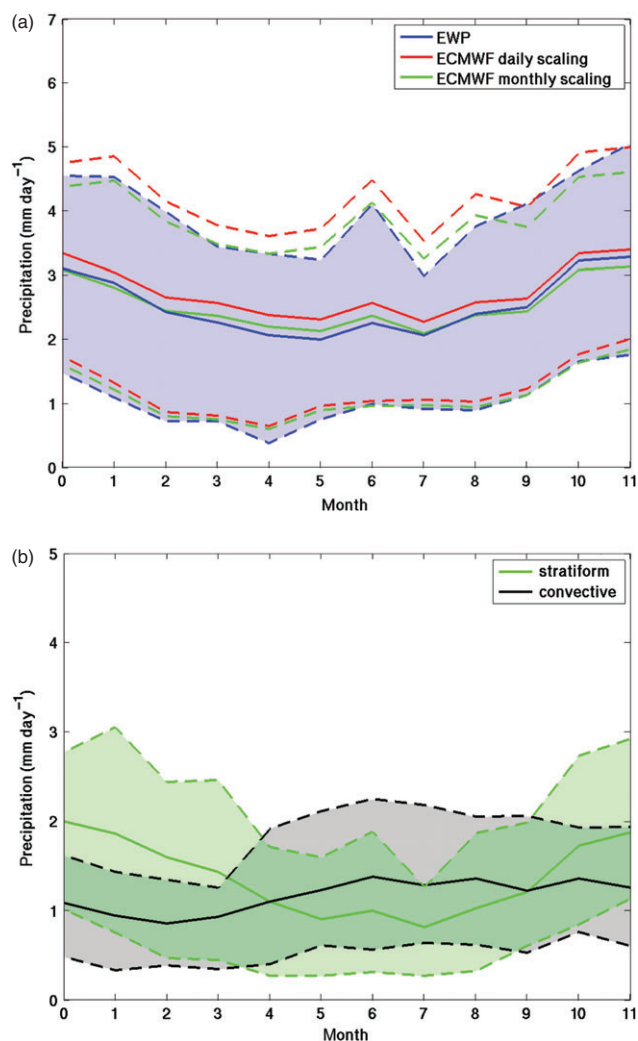 (a)
7
6
5
4
3
2
1
0
Precipitation (mm day⁻¹)
EWP
ECMWF daily scaling
ECMWF monthly scaling
0 1 2 3 4 5 6 7 8 9 10 11
Month
(b)
5
4
3
2
1
0
Precipitation (mm day⁻¹)
stratiform
convective
0 1 2 3 4 5 6 7 8 9 10 11
Month